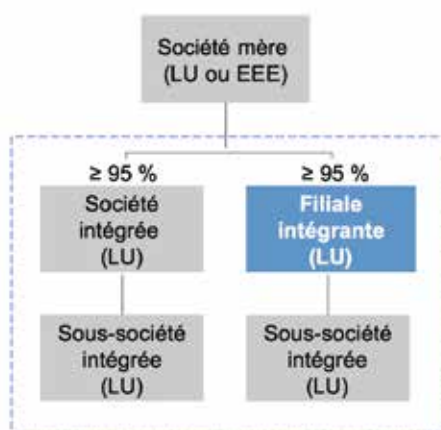 Société mère
(LU ou EEE)
≥ 95 %
≥ 95 %
Société
intégrée
(LU)
Filiale
intégrante
(LU)
Sous-société
intégrée
(LU)
Sous-société
intégrée
(LU)